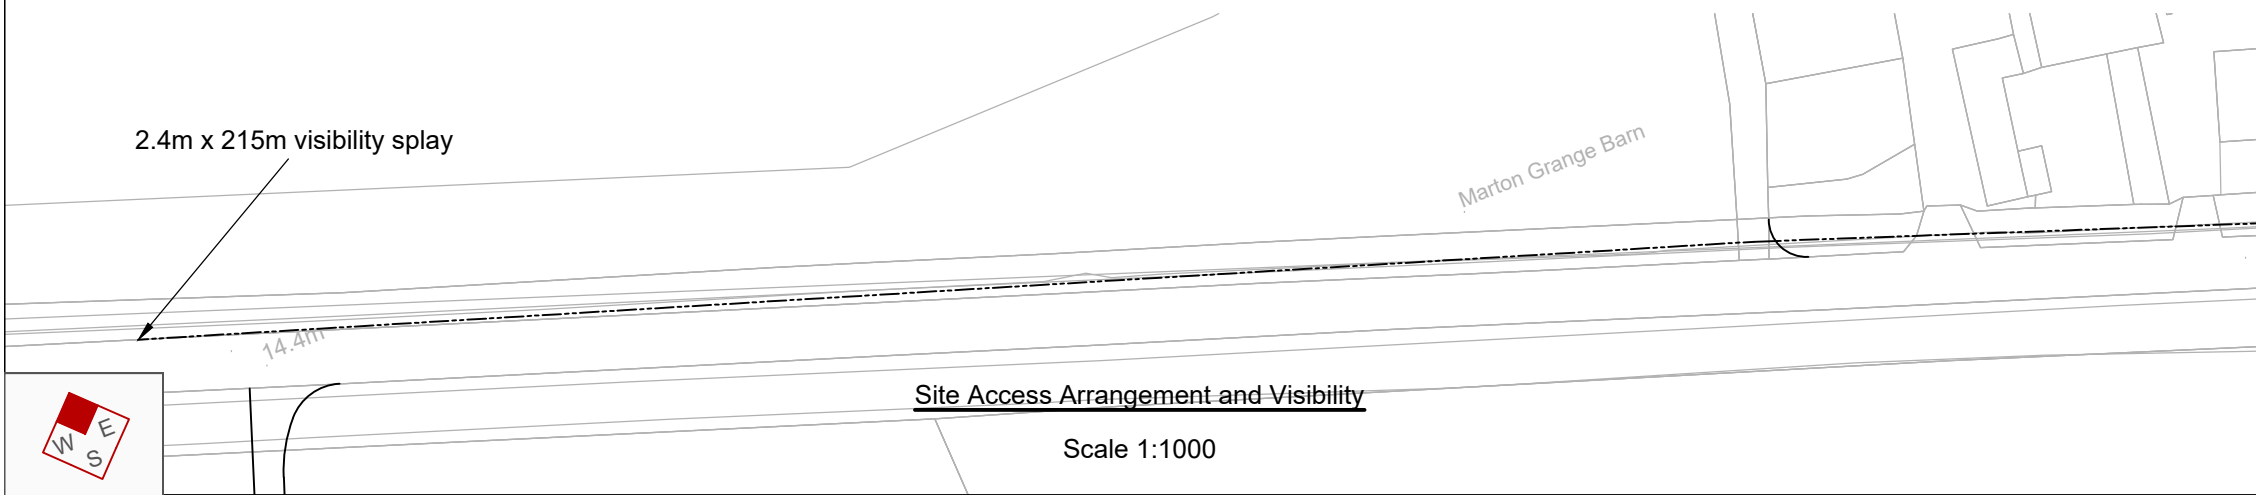 2.4m x 215m visibility splay
Marton Grange Barn
14.4m
Site Access Arrangement and Visibility
Scale 1:1000
W E
S